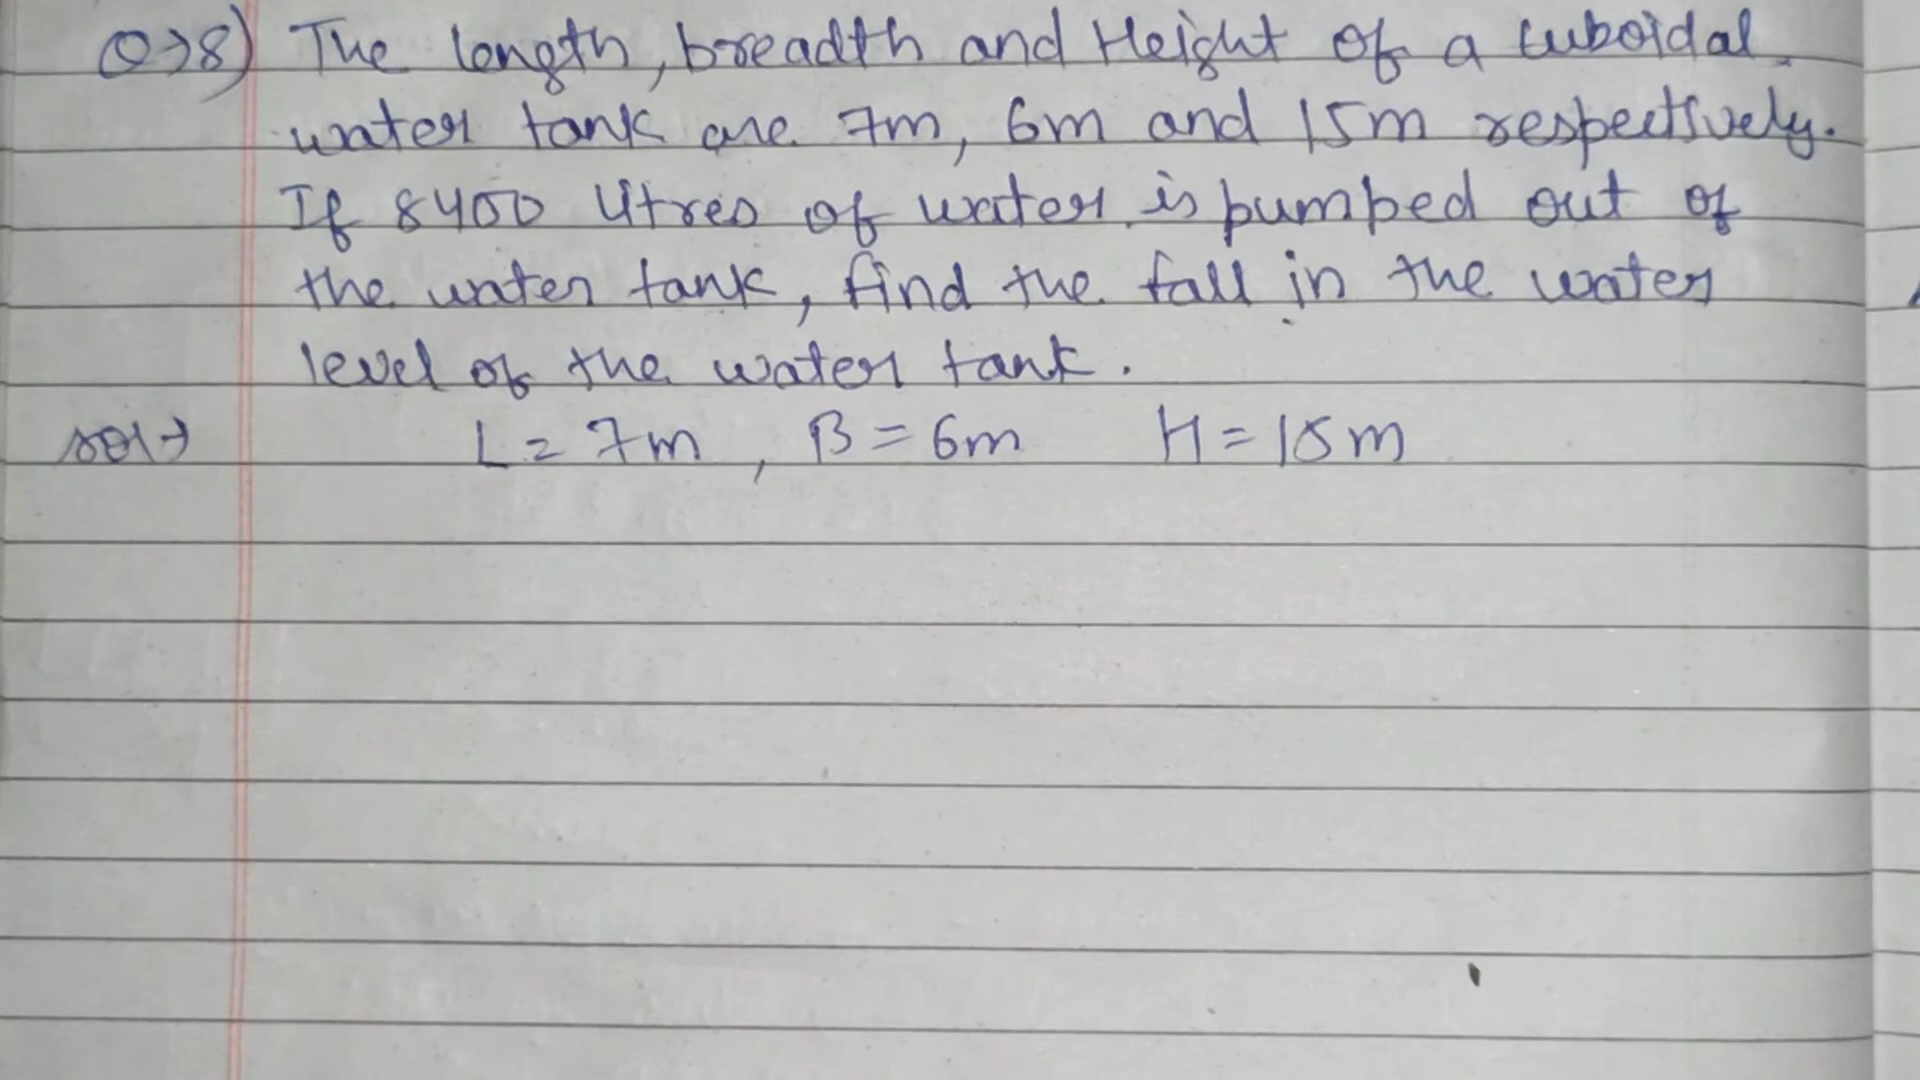 Q→8) The length, breadth and Height of a cuboidal
water tank are 7m, 6m and 15m respectively.
If 8400 litres of water is pumped out of
the water tank, find the fall in the water
level of the water tank.
sol→ L = 7m, B = 6m H = 15m